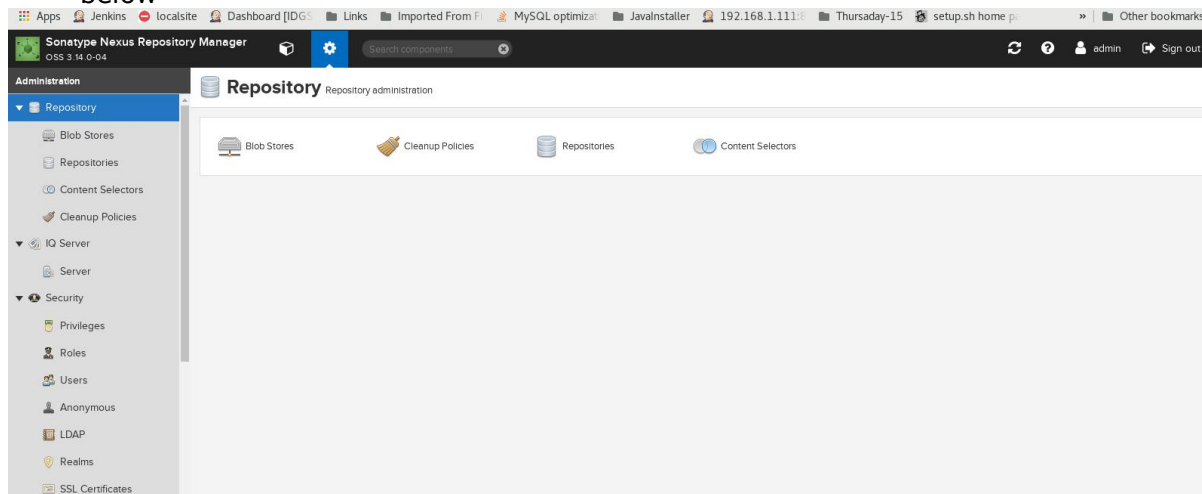 below
Apps Jenkins localsite Dashboard [IDGS Links Imported From Fi MySQL optimizat JavaInstaller 192.168.1.111:8 Thursaday-15 setup.sh home pa » Other bookmarks
Sonatype Nexus Repository Manager
OSS 3.14.0-04
Search components
admin Sign out
Administration
Repository Repository administration
Repository
Blob Stores
Repositories
Content Selectors
Cleanup Policies
IQ Server
Server
Security
Privileges
Roles
Users
Anonymous
LDAP
Realms
SSL Certificates
Blob Stores Cleanup Policies Repositories Content Selectors